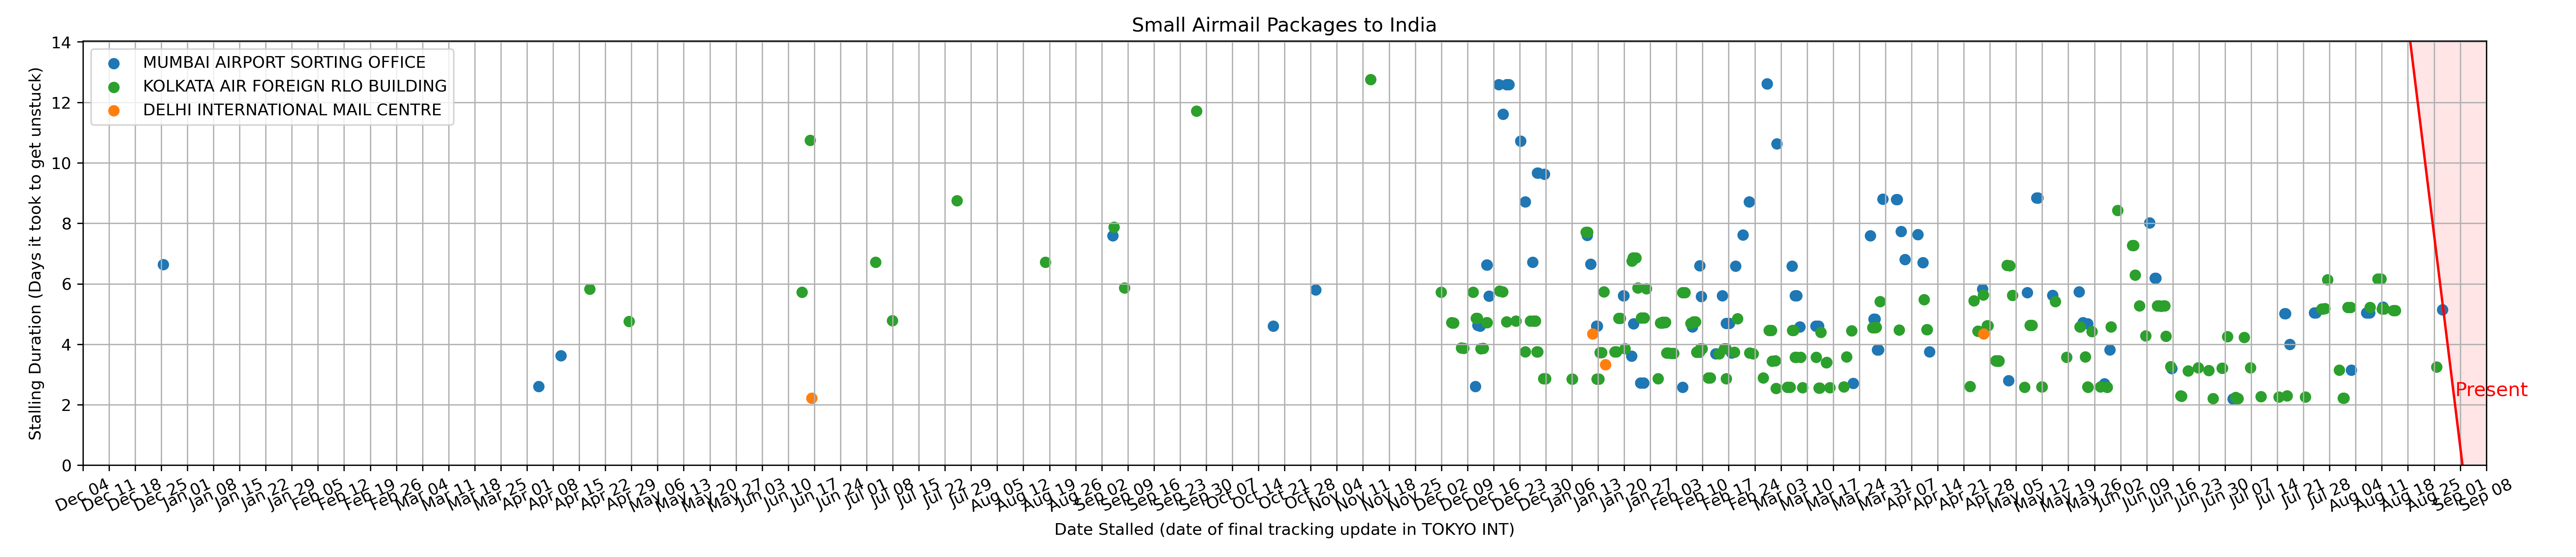 Small Airmail Packages to India
MUMBAI AIRPORT SORTING OFFICE
KOLKATA AIR FOREIGN RLO BUILDING
DELHI INTERNATIONAL MAIL CENTRE
Stalling Duration (Days it took to get unstuck)
14
12
10
8
6
4
2
0
Present
Dec 04 Dec 11 Dec 18 Dec 25 Jan 01 Jan 08 Jan 15 Jan 22 Jan 29 Feb 05 Feb 12 Feb 19 Feb 26 Mar 04 Mar 11 Mar 18 Mar 25 Apr 01 Apr 08 Apr 15 Apr 22 Apr 29 May 06 May 13 May 20 May 27 Jun 03 Jun 10 Jun 17 Jun 24 Jul 01 Jul 08 Jul 15 Jul 22 Jul 29 Aug 05 Aug 12 Aug 19 Aug 26 Sep 02 Sep 09 Sep 16 Sep 23 Sep 30 Oct 07 Oct 14 Oct 21 Oct 28 Nov 04 Nov 11 Nov 18 Nov 25 Dec 02 Dec 09 Dec 16 Dec 23 Dec 30 Jan 06 Jan 13 Jan 20 Jan 27 Feb 03 Feb 10 Feb 17 Feb 24 Mar 03 Mar 10 Mar 17 Mar 24 Mar 31 Apr 07 Apr 14 Apr 21 Apr 28 May 05 May 12 May 19 May 26 Jun 02 Jun 09 Jun 16 Jun 23 Jun 30 Jul 07 Jul 14 Jul 21 Jul 28 Aug 04 Aug 11 Aug 18 Aug 25 Sep 01 Sep 08
Date Stalled (date of final tracking update in TOKYO INT)